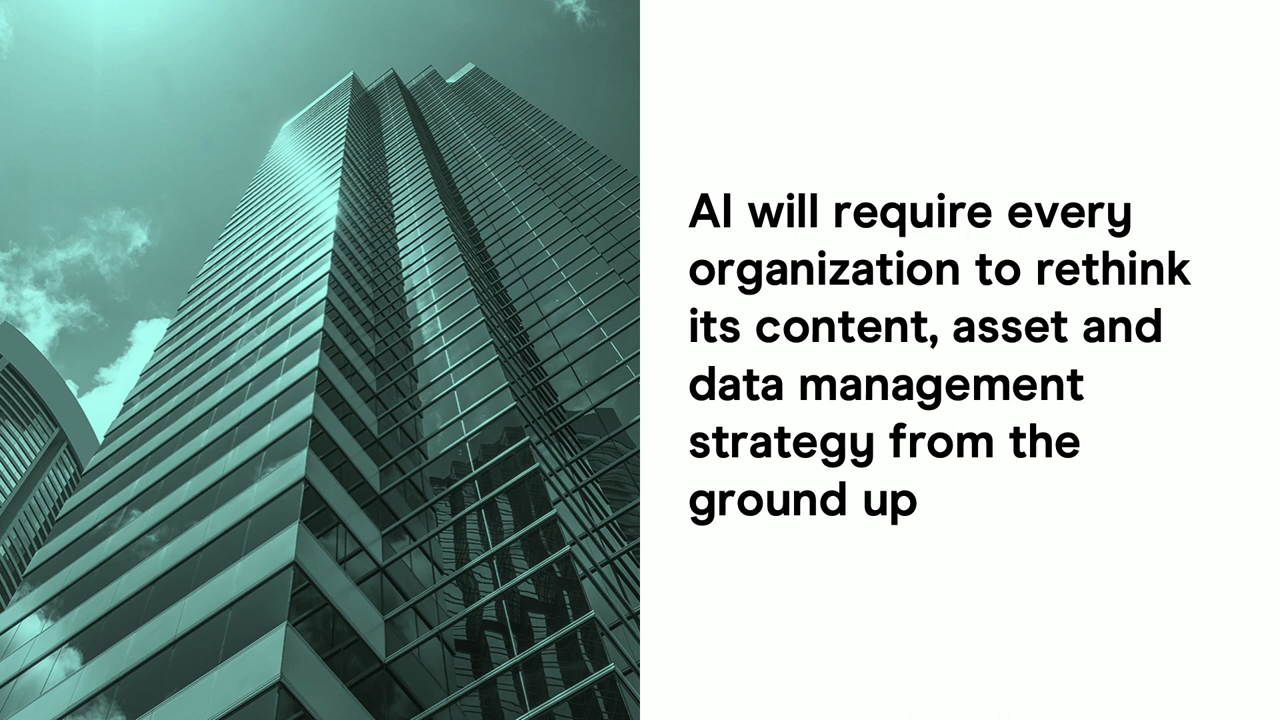 AI will require every
organization to rethink
its content, asset and
data management
strategy from the
ground up